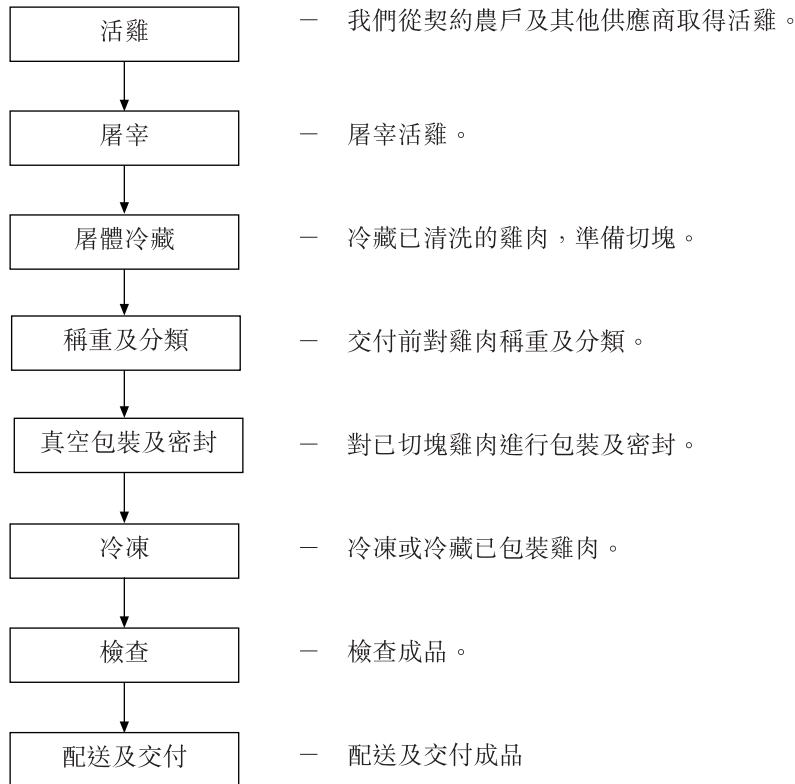 活雞 — 我們從契約農戶及其他供應商取得活雞。
屠宰 — 屠宰活雞。
屠體冷藏 — 冷藏已清洗的雞肉，準備切塊。
稱重及分類 — 交付前對雞肉稱重及分類。
真空包裝及密封 — 對已切塊雞肉進行包裝及密封。
冷凍 — 冷凍或冷藏已包裝雞肉。
檢查 — 檢查成品。
配送及交付 — 配送及交付成品